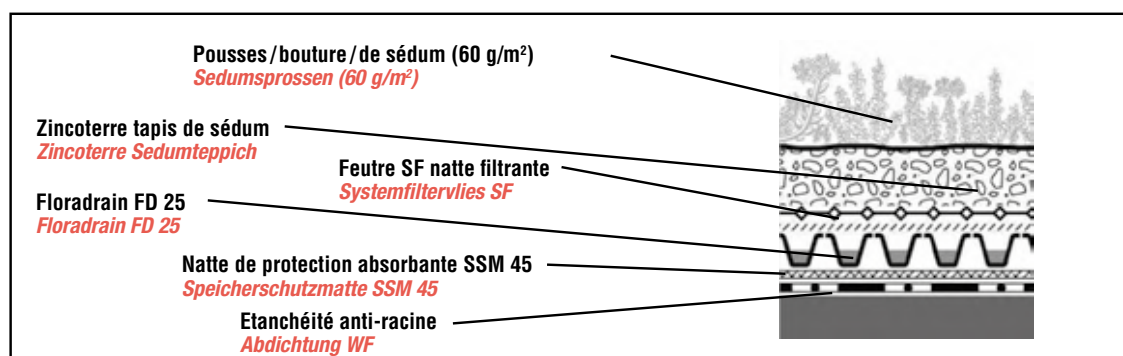 Pousses/bouture/de sédum (60 g/m²)
Sedumsprossen (60 g/m²)
Zincoterre tapis de sédum
Zincoterre Sedumteppich
Feutre SF natte filtrante
Systemfiltervlies SF
Floradrain FD 25
Floradrain FD 25
Natte de protection absorbante SSM 45
Speicherschutzmatte SSM 45
Etanchéité anti-racine
Abdichtung WF